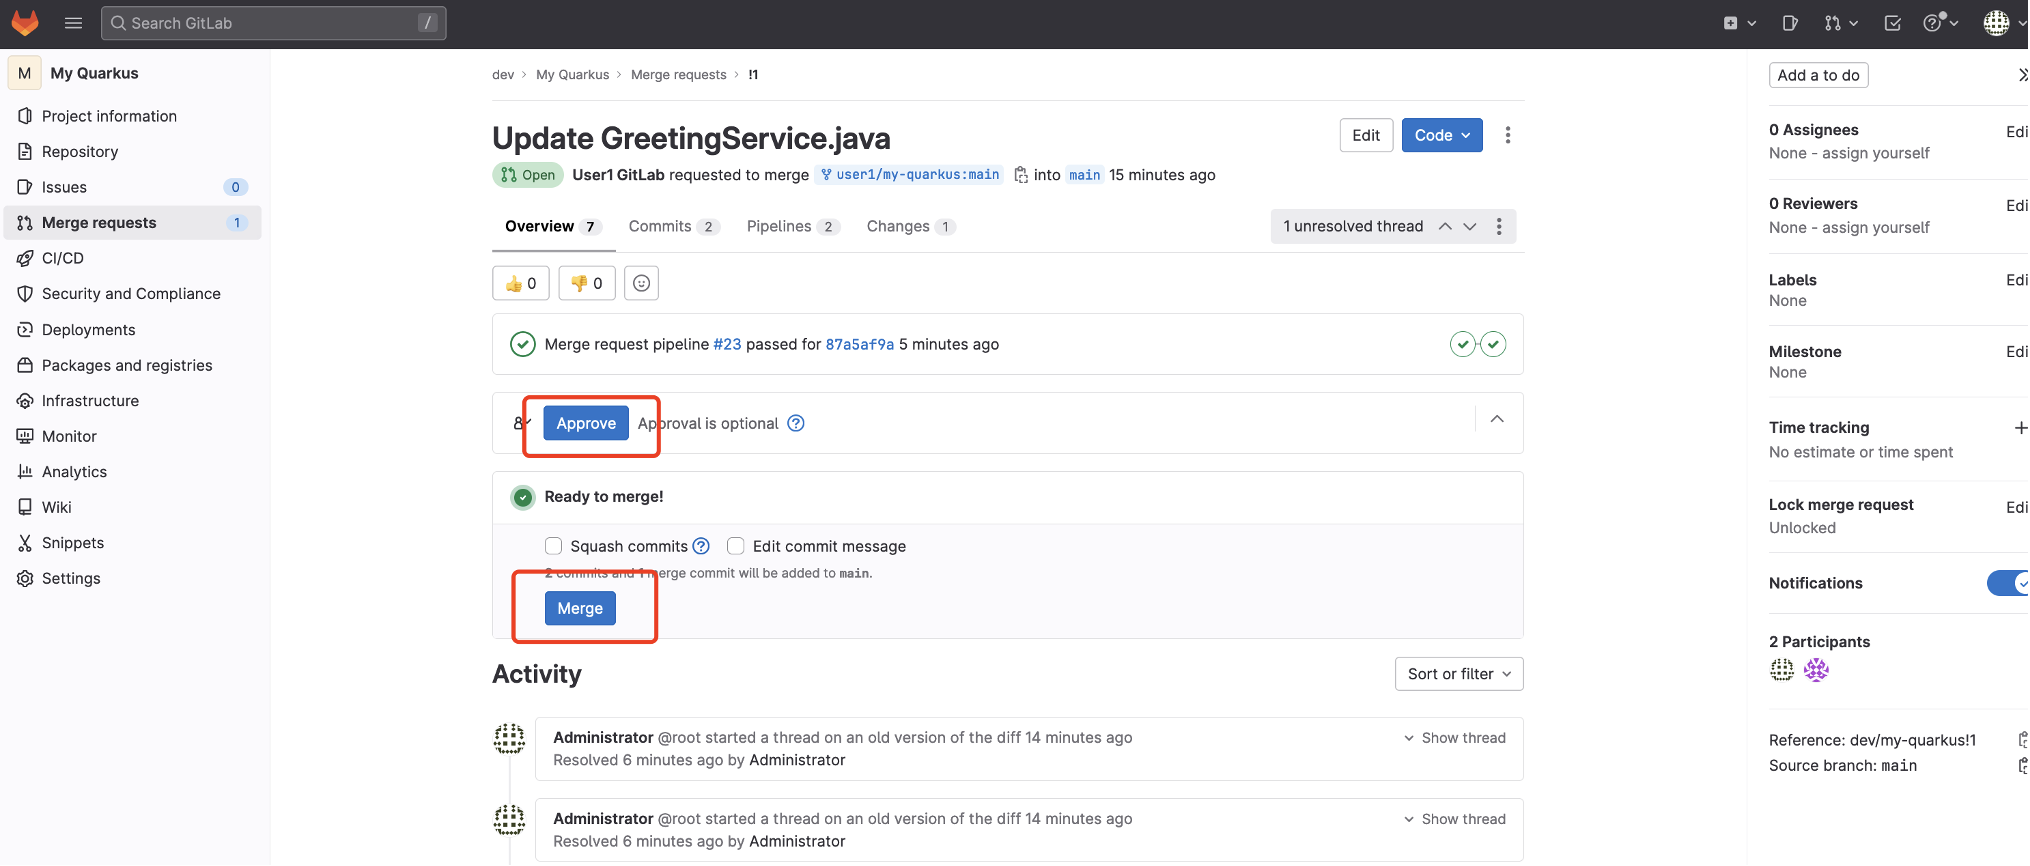 Search GitLab
/
M
My Quarkus
Project information
Repository
Issues
0
Merge requests
1
CI/CD
Security and Compliance
Deployments
Packages and registries
Infrastructure
Monitor
Analytics
Wiki
Snippets
Settings
dev > My Quarkus > Merge requests > !1
Update GreetingService.java
Edit
Code
Open
User1 GitLab requested to merge user1/my-quarkus:main into main 15 minutes ago
Overview 7
Commits 2
Pipelines 2
Changes 1
1 unresolved thread
0
0
Merge request pipeline #23 passed for 87a5af9a 5 minutes ago
Approve
Approval is optional
Ready to merge!
Squash commits
Edit commit message
2 commits and 1 merge commit will be added to main.
Merge
Activity
Sort or filter
Administrator @root started a thread on an old version of the diff 14 minutes ago
Show thread
Resolved 6 minutes ago by Administrator
Administrator @root started a thread on an old version of the diff 14 minutes ago
Show thread
Resolved 6 minutes ago by Administrator
Add a to do
0 Assignees
Edi
None - assign yourself
0 Reviewers
Edi
None - assign yourself
Labels
Edi
None
Milestone
Edi
None
Time tracking
No estimate or time spent
Lock merge request
Edi
Unlocked
Notifications
2 Participants
Reference: dev/my-quarkus!1
Source branch: main